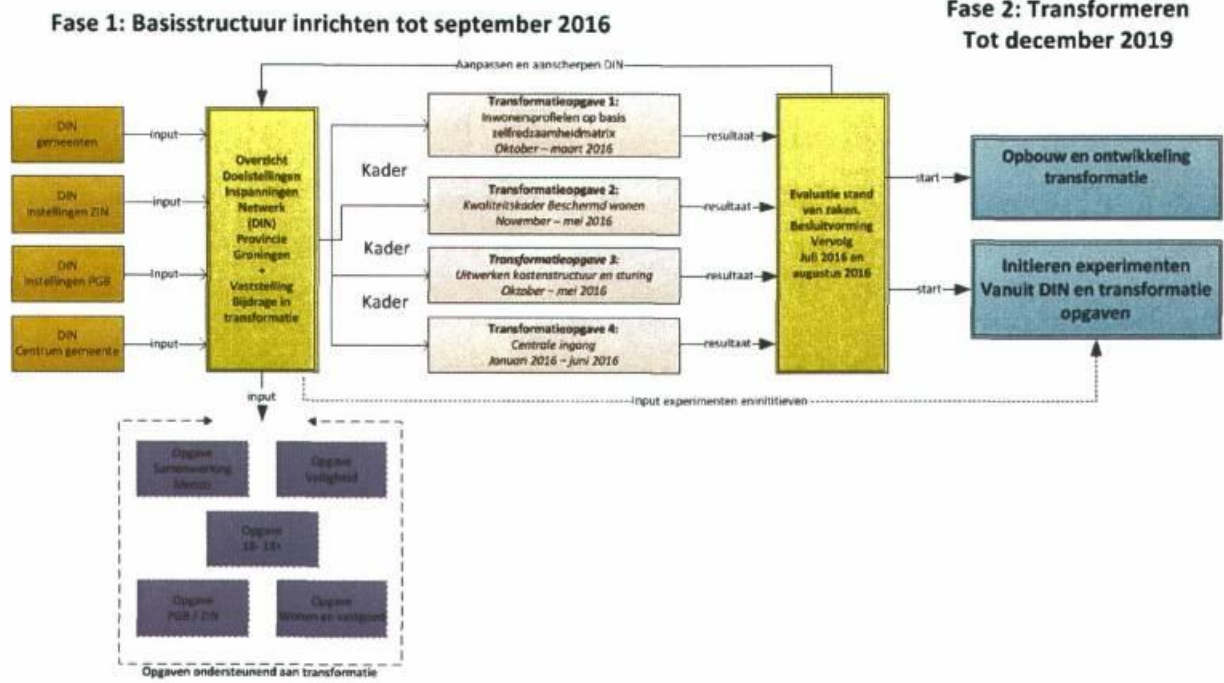 Fase 1: Basisstructuur inrichten tot september 2016
Fase 2: Transformeren
Tot december 2019
Aanpassen en aanscherpen DIN
DIN
gemeenten
input
DIN
Instellingen ZIN
input
DIN
Instellingen PGB
Input
DIN
Centrum gemeente
input
Overzicht
Doelstellingen
Inspanningen
Netwerk
(DIN)
Provincie
Groningen
+
Vaststelling
Bijdrage in
transformatie
Kader
Kader
Kader
Transformatieopgave 1:
Inwonersprofielen op basis
zelfredzaamheidmatrix
Oktober – maart 2016
Transformatieopgave 2:
Kwaliteitskader Beschermd wonen
November – mei 2016
Transformatieopgave 3:
Uitwerken kostenstructuur en sturing
Oktober – mei 2016
Transformatieopgave 4:
Centrale ingang
Januari 2016 – juni 2016
resultaat
resultaat
resultaat
resultaat
Evaluatie stand
van zaken.
Besluitvorming
Vervolg
Juli 2016 en
augustus 2016
start
start
Opbouw en ontwikkeling
transformatie
Initieren experimenten
Vanuit DIN en transformatie
opgaven
input
Input experimenten eninititieven
Opgave
Samenwerking
Menzis
Opgave
Veiligheid
Opgave
18- 18+
Opgave
PGB / ZIN
Opgave
Wonen en vastgoed
Opgaven ondersteunend aan transformatie